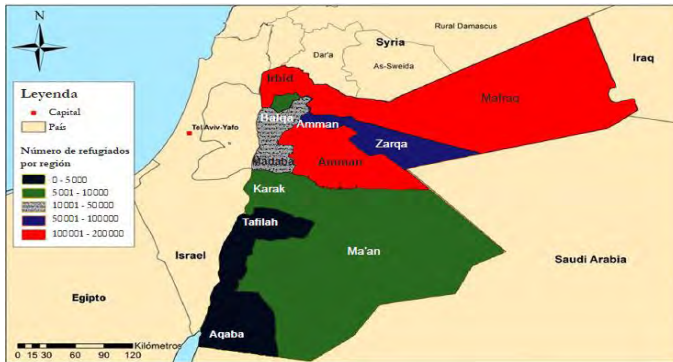 N
Rural Damascus
Syria
Dar'a
As-Sweida
Iraq
Irbid
Mafraq
Leyenda
Capital
País
Tel Aviv-Yafo
Balqa
Amman
Zarqa
Número de refugiados
por región
0 - 5 000
5 001 - 10 000
10 001 - 50 000
50 001 - 100 000
100 001 - 200 000
Madaba
Amman
Karak
Tafilah
Israel
Ma'an
Saudi Arabia
Egipto
Aqaba
Kilómetros
0 15 30 60 90 120